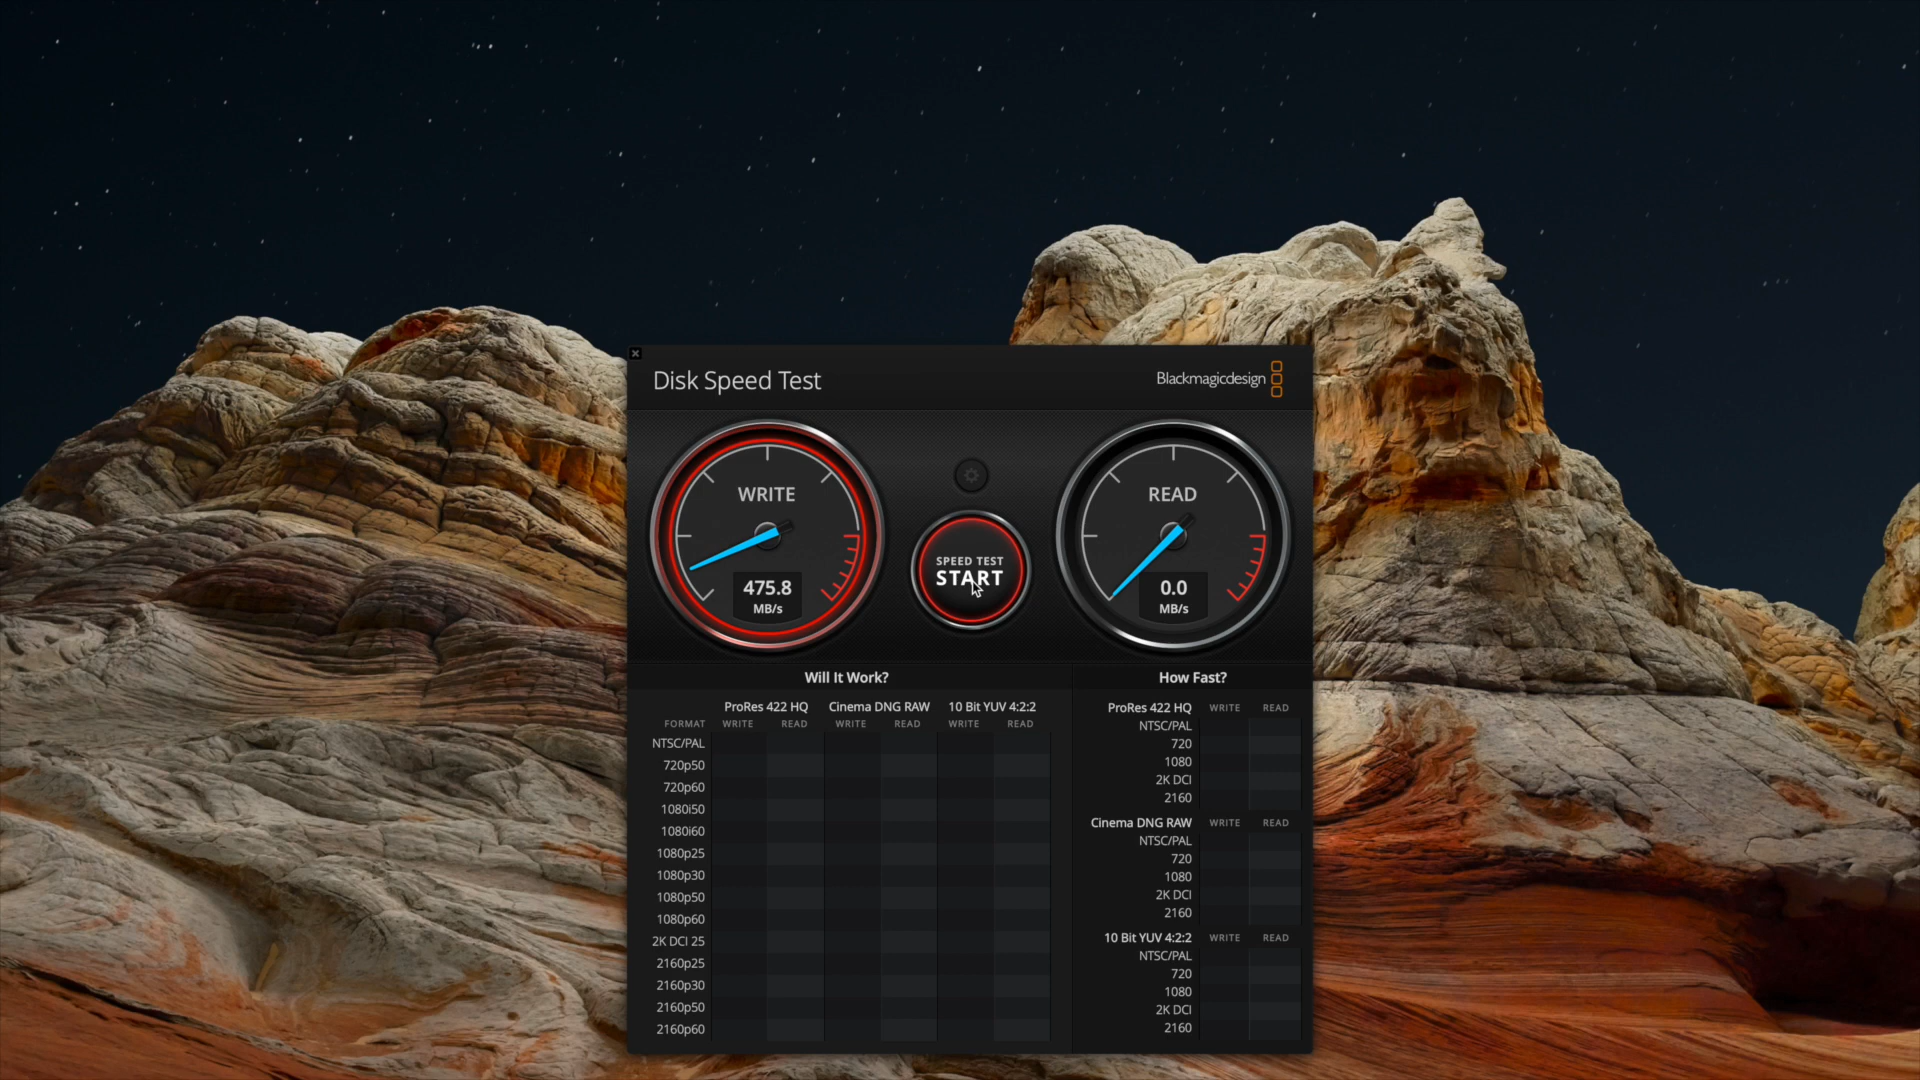 Disk Speed Test
Blackmagicdesign
WRITE
475.8
MB/s
SPEED TEST
START
READ
0.0
MB/s
Will It Work?
ProRes 422 HQ Cinema DNG RAW 10 Bit YUV 4:2:2
FORMAT WRITE READ WRITE READ WRITE READ
NTSC/PAL
720p50
720p60
1080i50
1080i60
1080p25
1080p30
1080p50
1080p60
2K DCI 25
2160p25
2160p30
2160p50
2160p60
How Fast?
ProRes 422 HQ WRITE READ
NTSC/PAL
720
1080
2K DCI
2160
Cinema DNG RAW WRITE READ
NTSC/PAL
720
1080
2K DCI
2160
10 Bit YUV 4:2:2 WRITE READ
NTSC/PAL
720
1080
2K DCI
2160